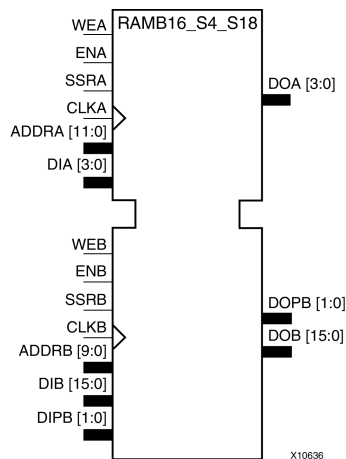 RAMB16_S4_S18
WEA
ENA
SSRA
CLKA
ADDRA [11:0]
DIA [3:0]
DOA [3:0]
WEB
ENB
SSRB
CLKB
ADDRB [9:0]
DIB [15:0]
DIPB [1:0]
DOPB [1:0]
DOB [15:0]
X10636